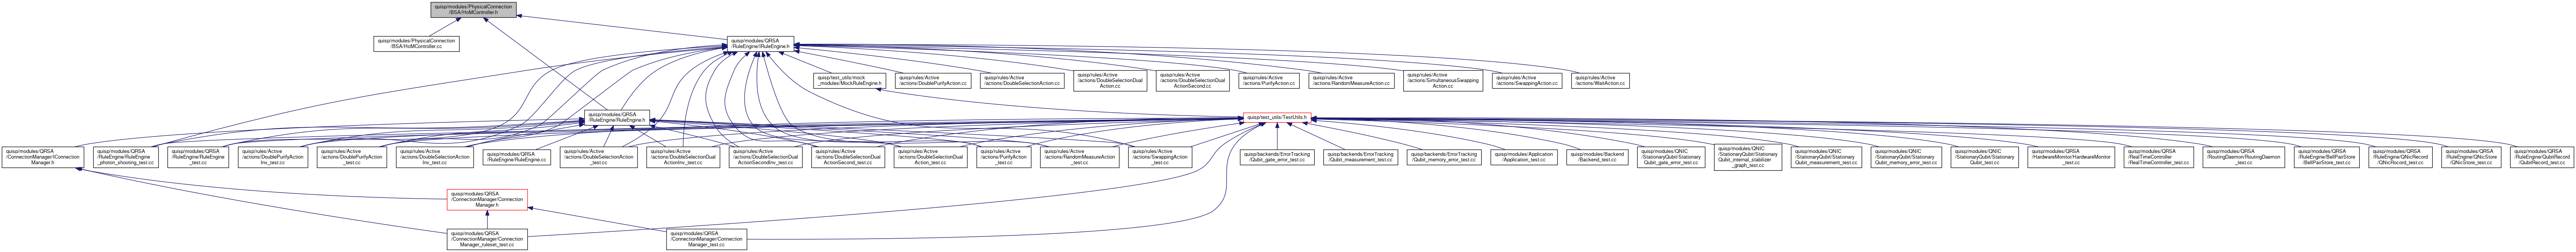 quisp/modules/PhysicalConnection
/BSA/HoMController.h
quisp/modules/PhysicalConnection
/BSA/HoMController.cc
quisp/modules/QRSA
/RuleEngine/IRuleEngine.h
quisp/test_utils/mock
_modules/MockRuleEngine.h
quisp/rules/Active
/actions/DoublePurifyAction.cc
quisp/rules/Active
/actions/DoubleSelectionAction.cc
quisp/rules/Active
/actions/DoubleSelectionDual
Action.cc
quisp/rules/Active
/actions/DoubleSelectionDual
ActionSecond.cc
quisp/rules/Active
/actions/PurifyAction.cc
quisp/rules/Active
/actions/RandomMeasureAction.cc
quisp/rules/Active
/actions/SimultaneousSwapping
Action.cc
quisp/rules/Active
/actions/SwappingAction.cc
quisp/rules/Active
/actions/WaitAction.cc
quisp/modules/QRSA
/RuleEngine/RuleEngine.h
quisp/test_utils/TestUtils.h
quisp/modules/QRSA
/ConnectionManager/IConnection
Manager.h
quisp/modules/QRSA
/RuleEngine/RuleEngine
_photon_shooting_test.cc
quisp/modules/QRSA
/RuleEngine/RuleEngine
_test.cc
quisp/rules/Active
/actions/DoublePurifyAction
Inv_test.cc
quisp/rules/Active
/actions/DoublePurifyAction
_test.cc
quisp/rules/Active
/actions/DoubleSelectionAction
Inv_test.cc
quisp/modules/QRSA
/RuleEngine/RuleEngine.cc
quisp/rules/Active
/actions/DoubleSelectionAction
_test.cc
quisp/rules/Active
/actions/DoubleSelectionDual
ActionInv_test.cc
quisp/rules/Active
/actions/DoubleSelectionDual
ActionSecondInv_test.cc
quisp/rules/Active
/actions/DoubleSelectionDual
ActionSecond_test.cc
quisp/rules/Active
/actions/DoubleSelectionDual
Action_test.cc
quisp/rules/Active
/actions/PurifyAction
_test.cc
quisp/rules/Active
/actions/RandomMeasureAction
_test.cc
quisp/rules/Active
/actions/SwappingAction
_test.cc
quisp/backends/ErrorTracking
/Qubit_gate_error_test.cc
quisp/backends/ErrorTracking
/Qubit_measurement_test.cc
quisp/backends/ErrorTracking
/Qubit_memory_error_test.cc
quisp/modules/Application
/Application_test.cc
quisp/modules/Backend
/Backend_test.cc
quisp/modules/QNIC
/StationaryQubit/Stationary
Qubit_gate_error_test.cc
quisp/modules/QNIC
/StationaryQubit/Stationary
Qubit_internal_stabilizer
_graph_test.cc
quisp/modules/QNIC
/StationaryQubit/Stationary
Qubit_measurement_test.cc
quisp/modules/QNIC
/StationaryQubit/Stationary
Qubit_memory_error_test.cc
quisp/modules/QNIC
/StationaryQubit/Stationary
Qubit_test.cc
quisp/modules/QRSA
/HardwareMonitor/HardwareMonitor
_test.cc
quisp/modules/QRSA
/RealTimeController
/RealTimeController_test.cc
quisp/modules/QRSA
/RoutingDaemon/RoutingDaemon
_test.cc
quisp/modules/QRSA
/RuleEngine/BellPairStore
/BellPairStore_test.cc
quisp/modules/QRSA
/RuleEngine/QNicRecord
/QNicRecord_test.cc
quisp/modules/QRSA
/RuleEngine/QNicStore
/QNicStore_test.cc
quisp/modules/QRSA
/RuleEngine/QubitRecord
/QubitRecord_test.cc
quisp/modules/QRSA
/ConnectionManager/Connection
Manager.h
quisp/modules/QRSA
/ConnectionManager/Connection
Manager_ruleset_test.cc
quisp/modules/QRSA
/ConnectionManager/Connection
Manager_test.cc